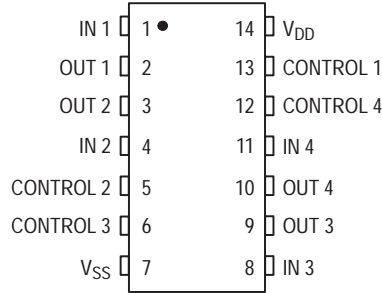 IN 1 1 14 VDD
OUT 1 2 13 CONTROL 1
OUT 2 3 12 CONTROL 4
IN 2 4 11 IN 4
CONTROL 2 5 10 OUT 4
CONTROL 3 6 9 OUT 3
VSS 7 8 IN 3